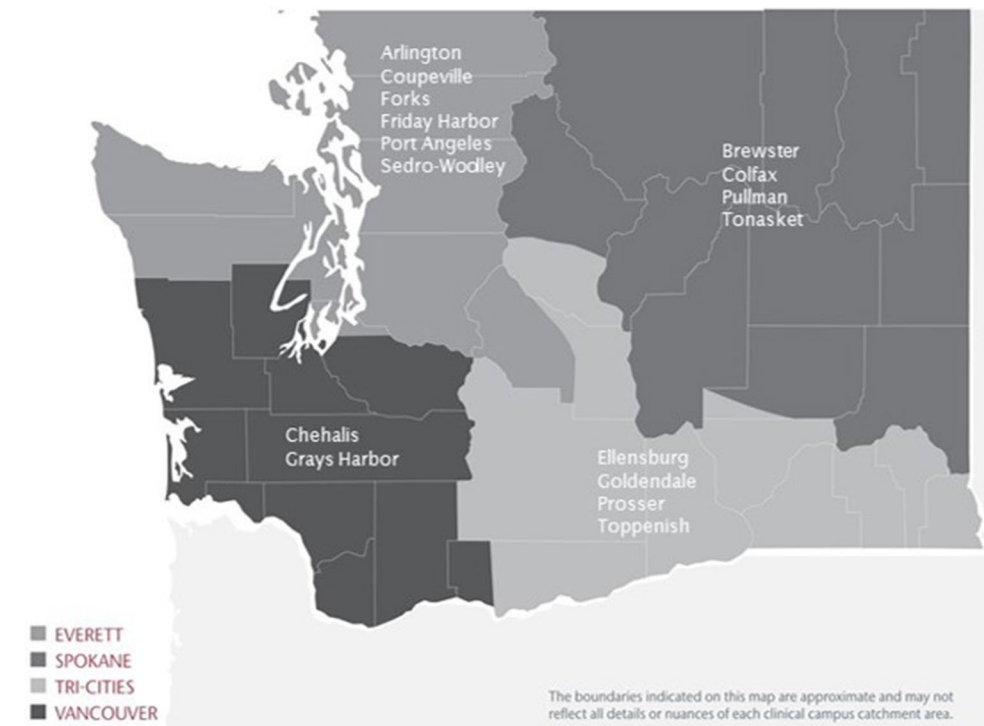 Arlington
Coupeville
Forks
Friday Harbor
Port Angeles
Sedro-Woolley
Brewster
Colfax
Pullman
Tonasket
Chehalis
Grays Harbor
Ellensburg
Goldendale
Prosser
Toppenish
EVERETT
SPOKANE
TRI-CITIES
VANCOUVER
The boundaries indicated on this map are approximate and may not
reflect all details or nuances of each clinical campus catchment area.